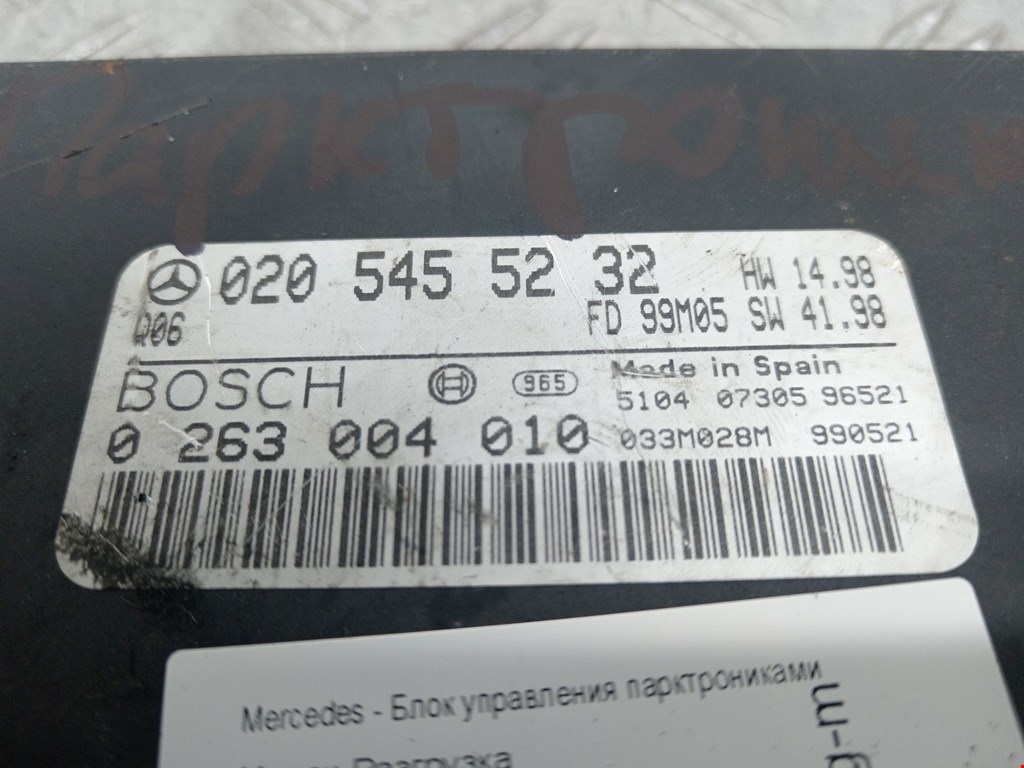 Парктроник
020 545 52 32 HW 14.98
Q06 FD 99M05 SW 41.98
BOSCH 965 Made in Spain
5104 07305 96521
0 263 004 010 033M028M 990521
Mercedes - Блок управления парктрониками
Разгрузка